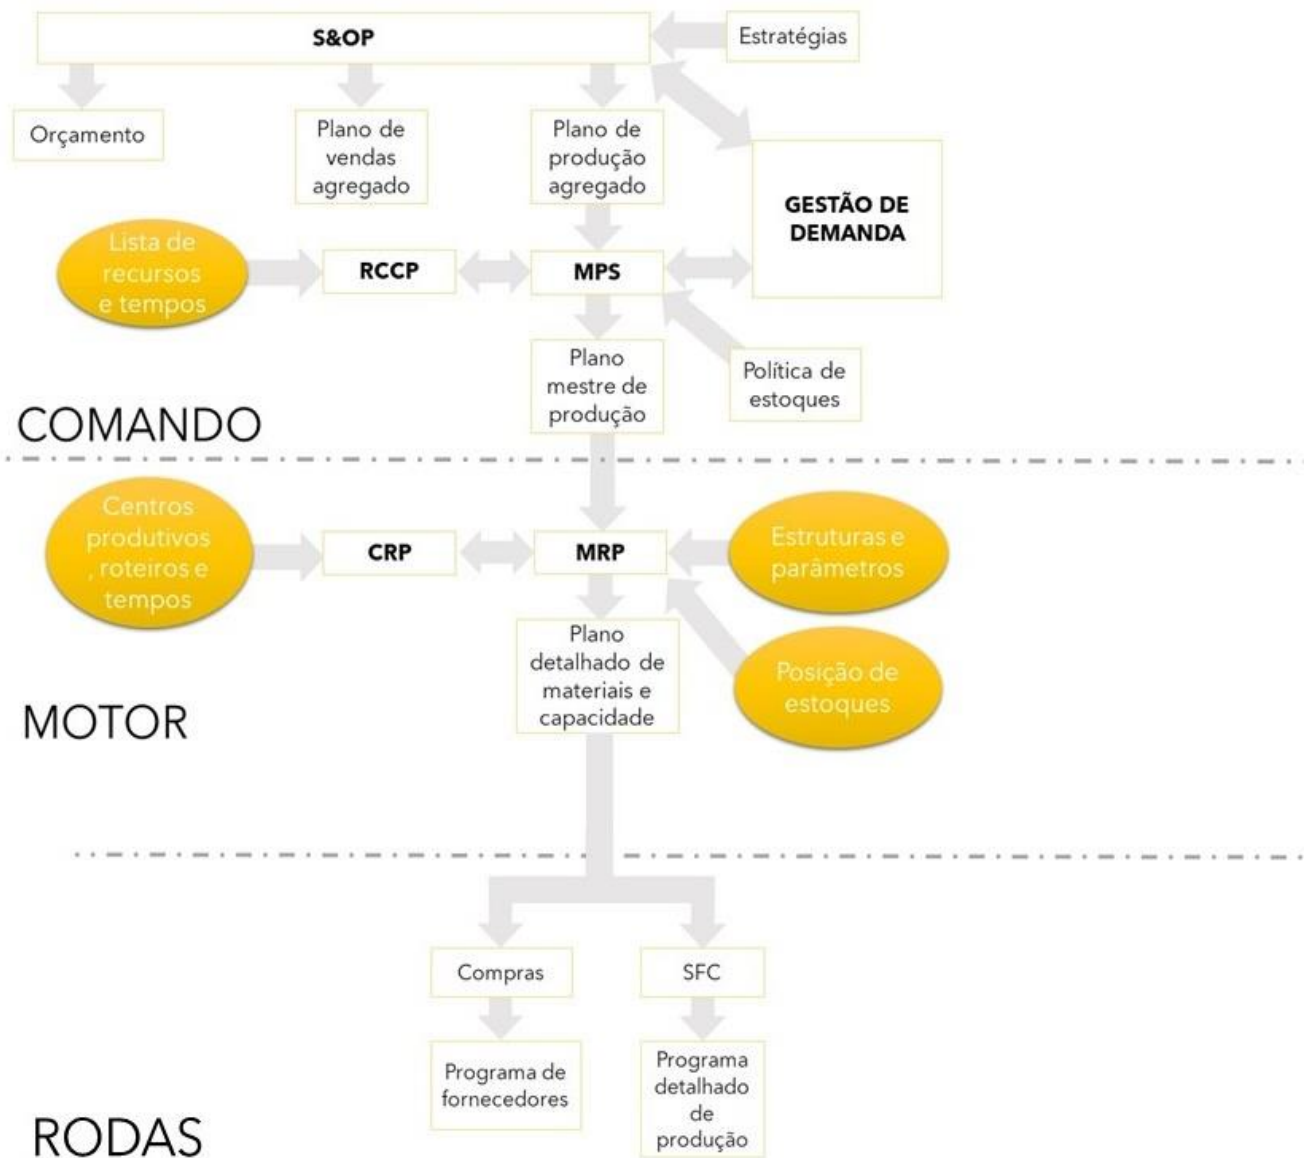 S&OP
Estratégias
Orçamento
Plano de
vendas
agregado
Plano de
produção
agregado
GESTÃO DE
DEMANDA
Lista de
recursos
e tempos
RCCP
MPS
Plano
mestre de
produção
Política de
estoques
COMANDO
Centros
produtivos
, roteiros e
tempos
CRP
MRP
Estruturas e
parâmetros
Plano
detalhado de
materiais e
capacidade
Posição de
estoques
MOTOR
Compras
SFC
Programa de
fornecedores
Programa
detalhado
de
produção
RODAS